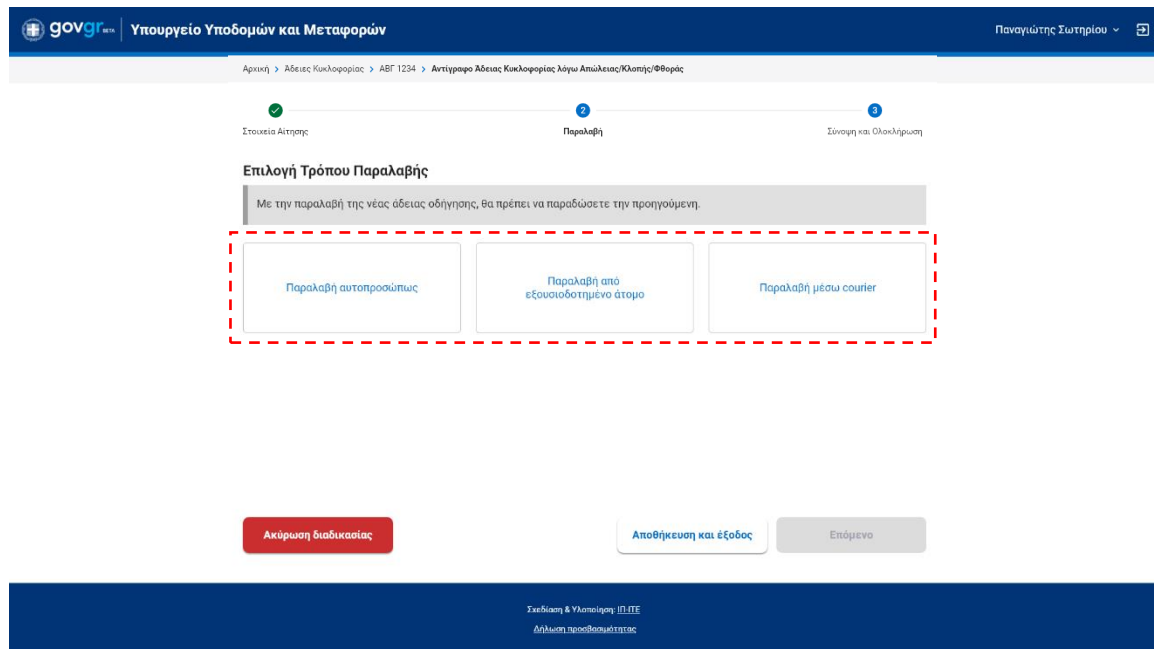 govgr BETA Υπουργείο Υποδομών και Μεταφορών Παναγιώτης Σωτηρίου
Αρχική > Άδειες Κυκλοφορίας > ΑΒΓ 1234 > Αντίγραφο Άδειας Κυκλοφορίας λόγω Απώλειας/Κλοπής/Φθοράς
2 3
Στοιχεία Αίτησης Παραλαβή Σύνοψη και Ολοκλήρωση
Επιλογή Τρόπου Παραλαβής
Με την παραλαβή της νέας άδειας οδήγησης, θα πρέπει να παραδώσετε την προηγούμενη.
Παραλαβή αυτοπροσώπως
Παραλαβή από
εξουσιοδοτημένο άτομο
Παραλαβή μέσω courier
Ακύρωση διαδικασίας Αποθήκευση και έξοδος Επόμενο
Σχεδίαση & Υλοποίηση: ΙΠ-ΙΤΕ
Δήλωση προσβασιμότητας